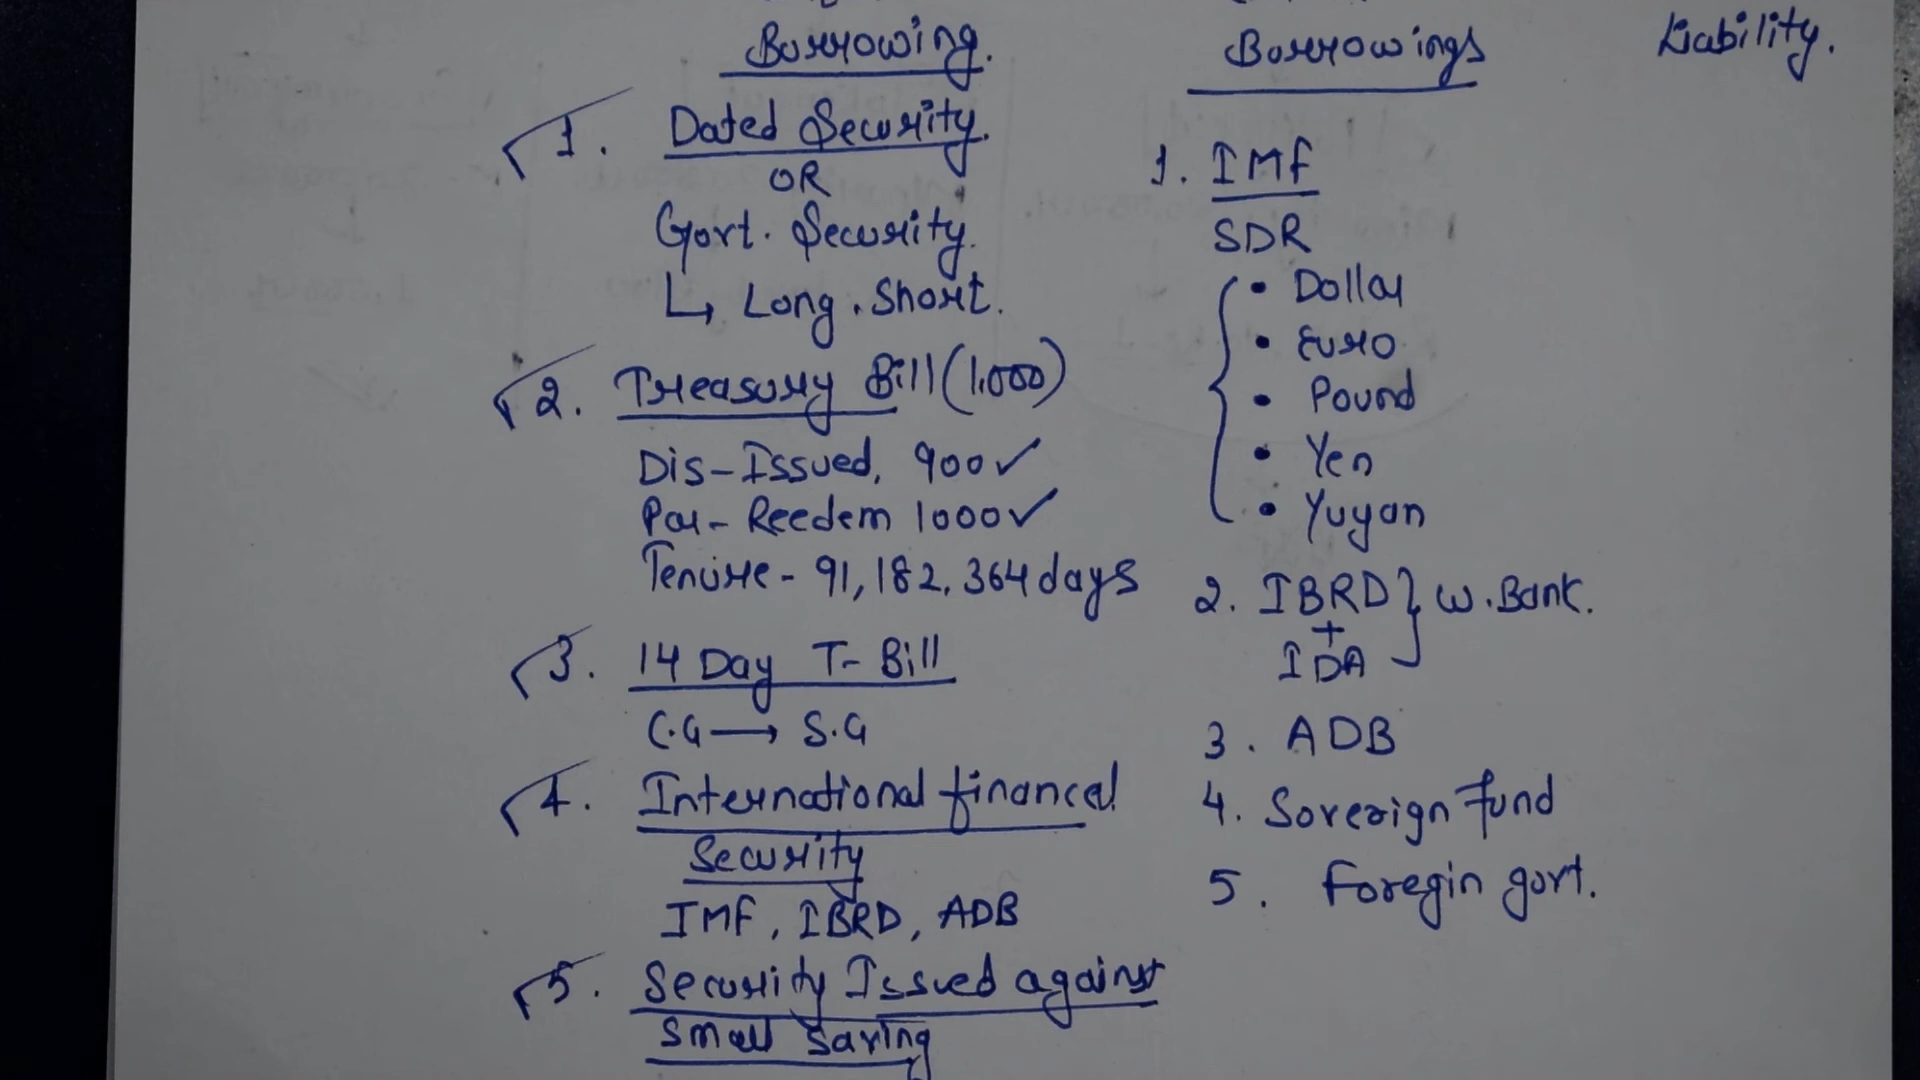 Borrowing.
1. Dated Security.
OR
Govt. Security.
↳ Long, Short.
2. Treasury Bill (1,000)
Dis-Issued, 900 ✓
Par- Reedem 1000 ✓
Tenure - 91, 182, 364 days
3. 14 Day T- Bill
C.G → S.G
4. International financal
Security
IMF, IBRD, ADB
5. Security Issued against
Small Saving
Borrowings
1. IMF
SDR
• Dollar
• Euro
• Pound
• Yen
• Yuyan
2. IBRD } W. Bank.
+
IDA
3. ADB
4. Soverign Fund
5. Foregin govt.
Liability.